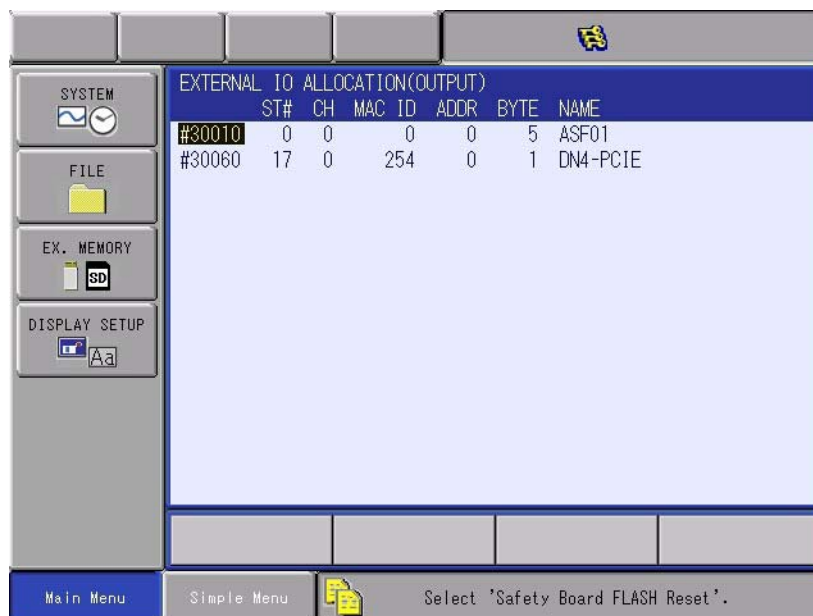 SYSTEM
FILE
EX. MEMORY
SD
DISPLAY SETUP
Aa
EXTERNAL IO ALLOCATION(OUTPUT)
ST# CH MAC ID ADDR BYTE NAME
#30010 0 0 0 0 5 ASF01
#30060 17 0 254 0 1 DN4-PCIE
Main Menu
Simple Menu
Select 'Safety Board FLASH Reset'.